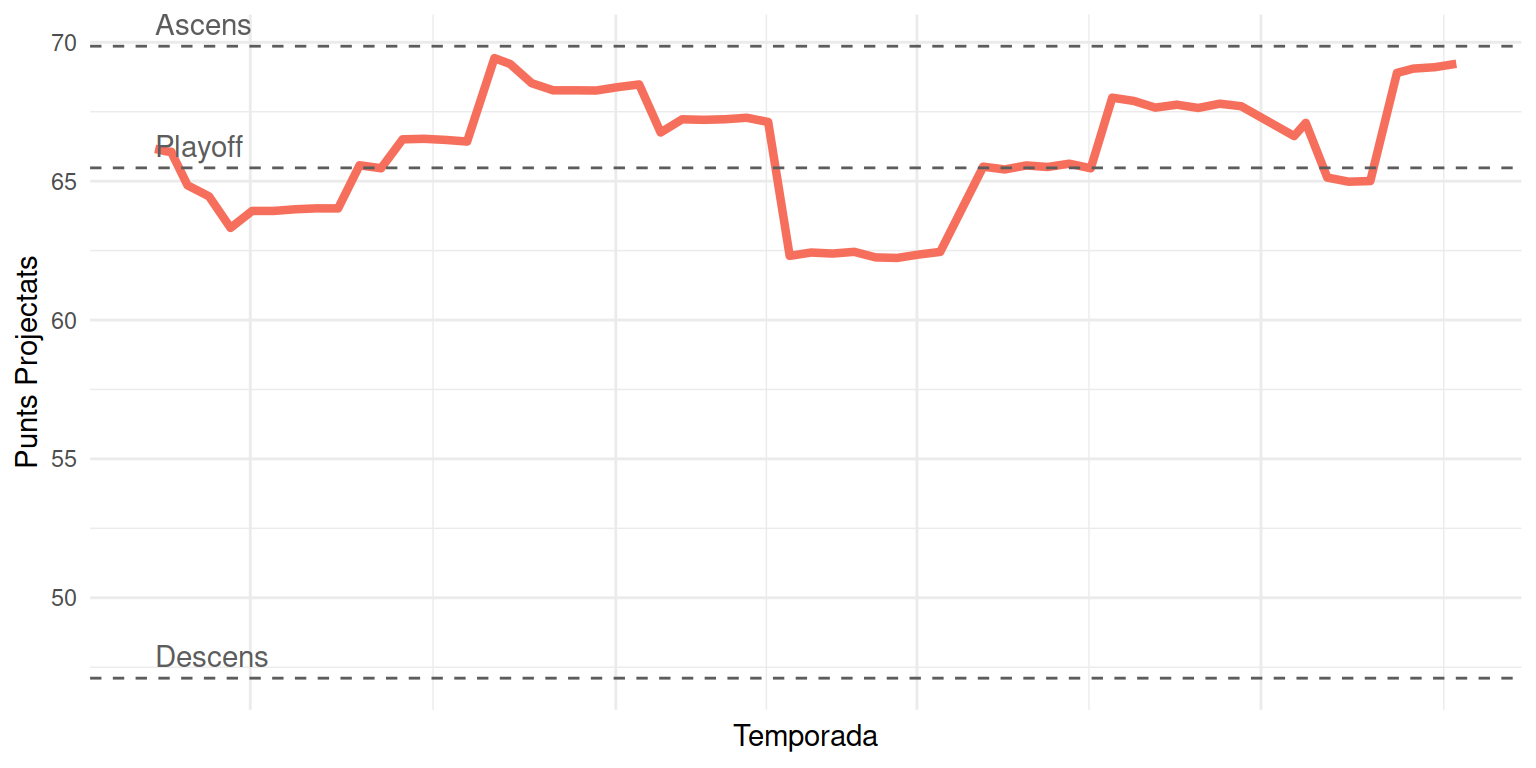 Ascens
70
Playoff
65
60
Punts Projectats
55
50
Descens
Temporada